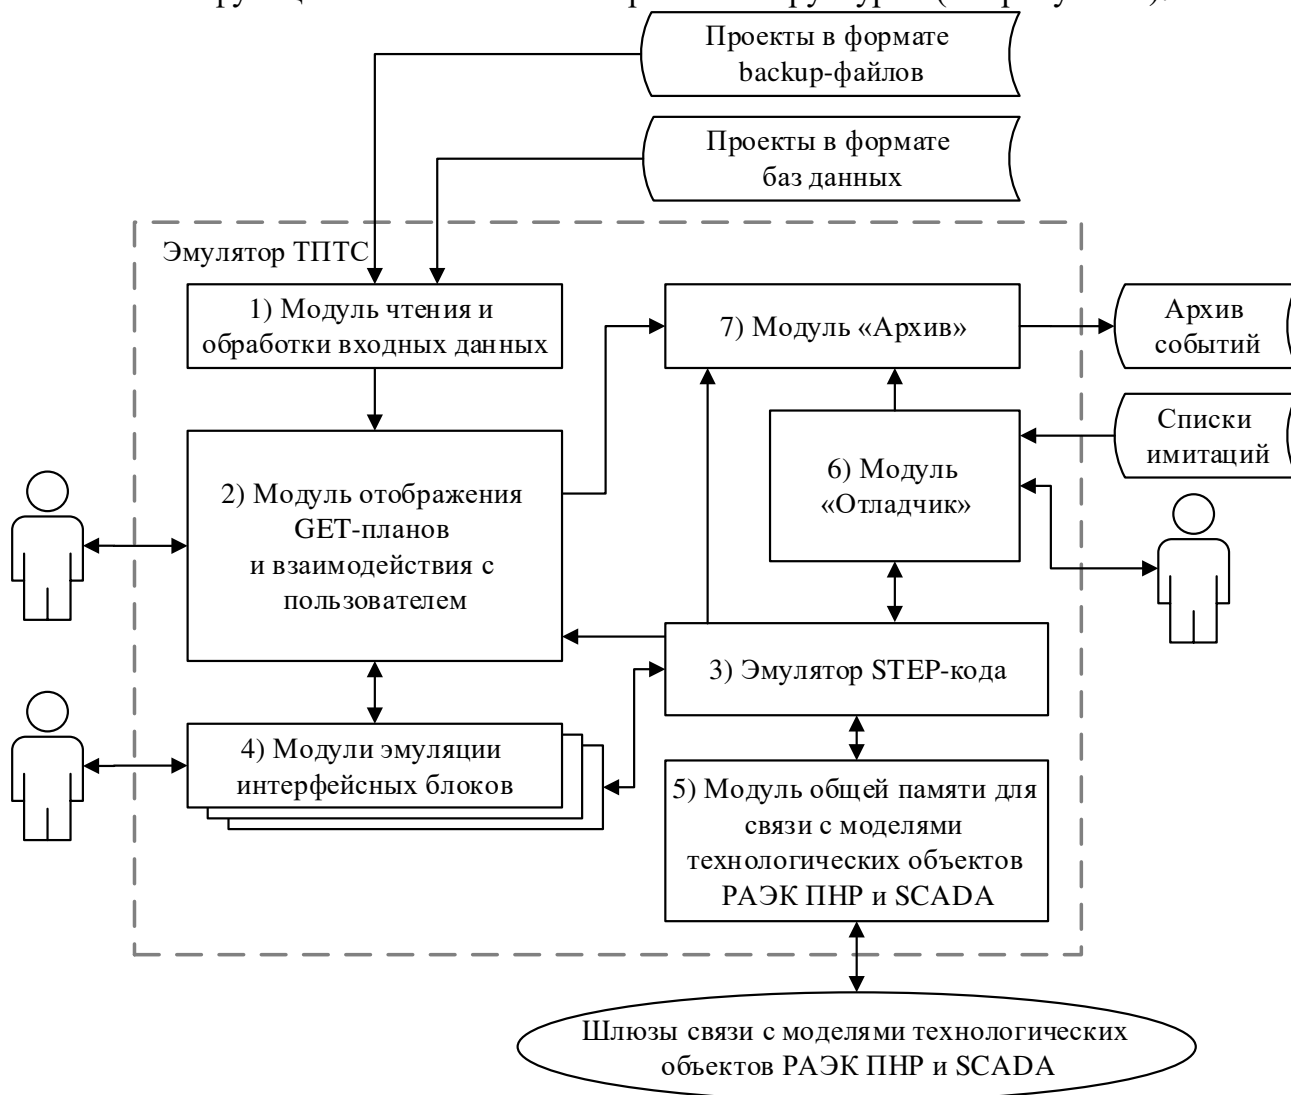 Проекты в формате
backup-файлов
Проекты в формате
баз данных
Эмулятор ТПТС
1) Модуль чтения и
обработки входных данных
7) Модуль «Архив»
Архив
событий
Списки
имитаций
2) Модуль отображения
GET-планов
и взаимодействия с
пользователем
6) Модуль
«Отладчик»
3) Эмулятор STEP-кода
4) Модули эмуляции
интерфейсных блоков
5) Модуль общей памяти для
связи с моделями
технологических объектов
РАЭК ПНР и SCADA
Шлюзы связи с моделями технологических
объектов РАЭК ПНР и SCADA